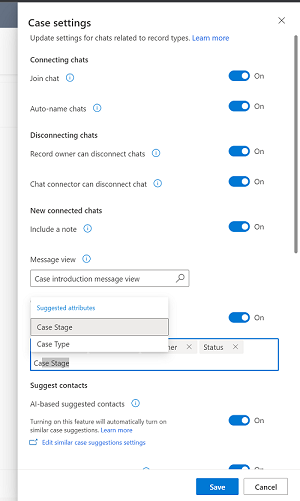 Case settings
Update settings for chats related to record types. Learn more
Connecting chats
Join chat
On
Auto-name chats
On
Disconnecting chats
Record owner can disconnect chats
On
Chat connector can disconnect chat
On
New connected chats
Include a note
On
Message view
Case introduction message view
Suggested attributes
Case Stage
Case Type
On
Status
Case Stage
Suggest contacts
AI-based suggested contacts
Turning on this feature will automatically turn on
similar case suggestions. Learn more
On
Edit similar case suggestions settings
Save
Cancel